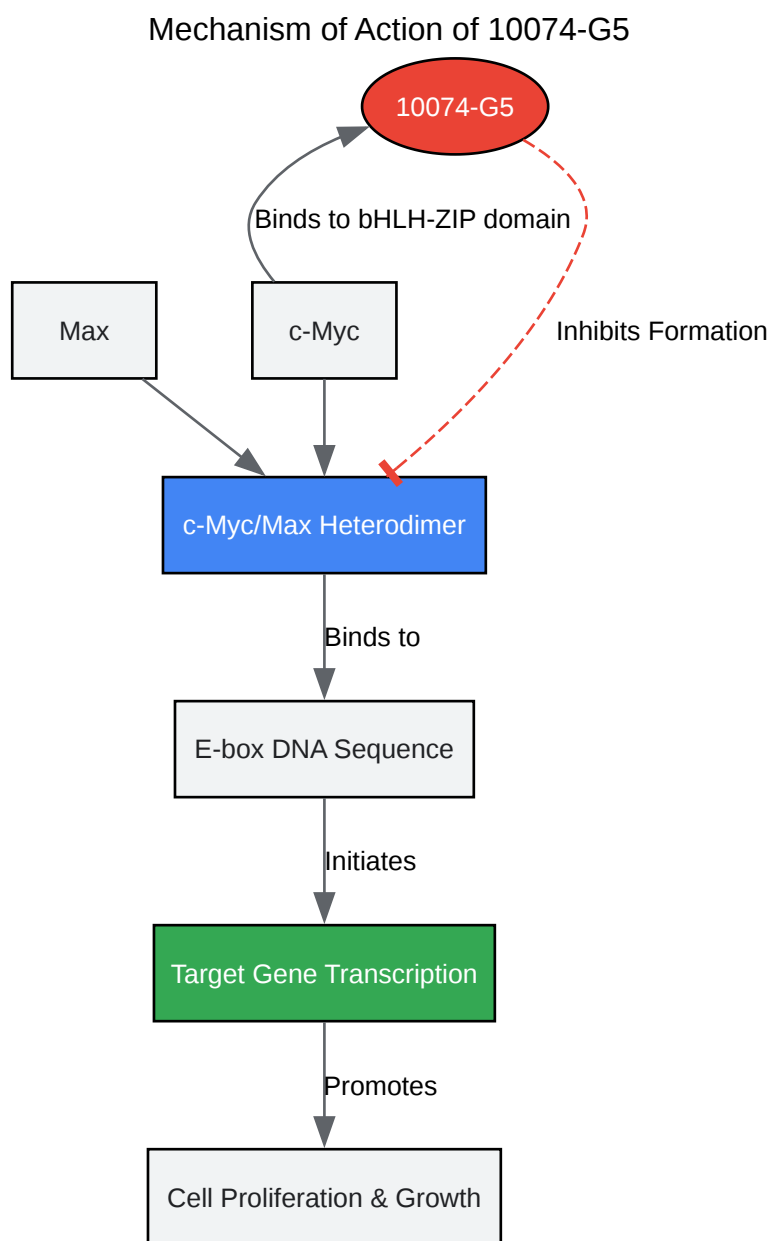 Mechanism of Action of 10074-G5
10074-G5
Binds to bHLH-ZIP domain
Max
c-Myc
Inhibits Formation
c-Myc/Max Heterodimer
Binds to
E-box DNA Sequence
Initiates
Target Gene Transcription
Promotes
Cell Proliferation & Growth